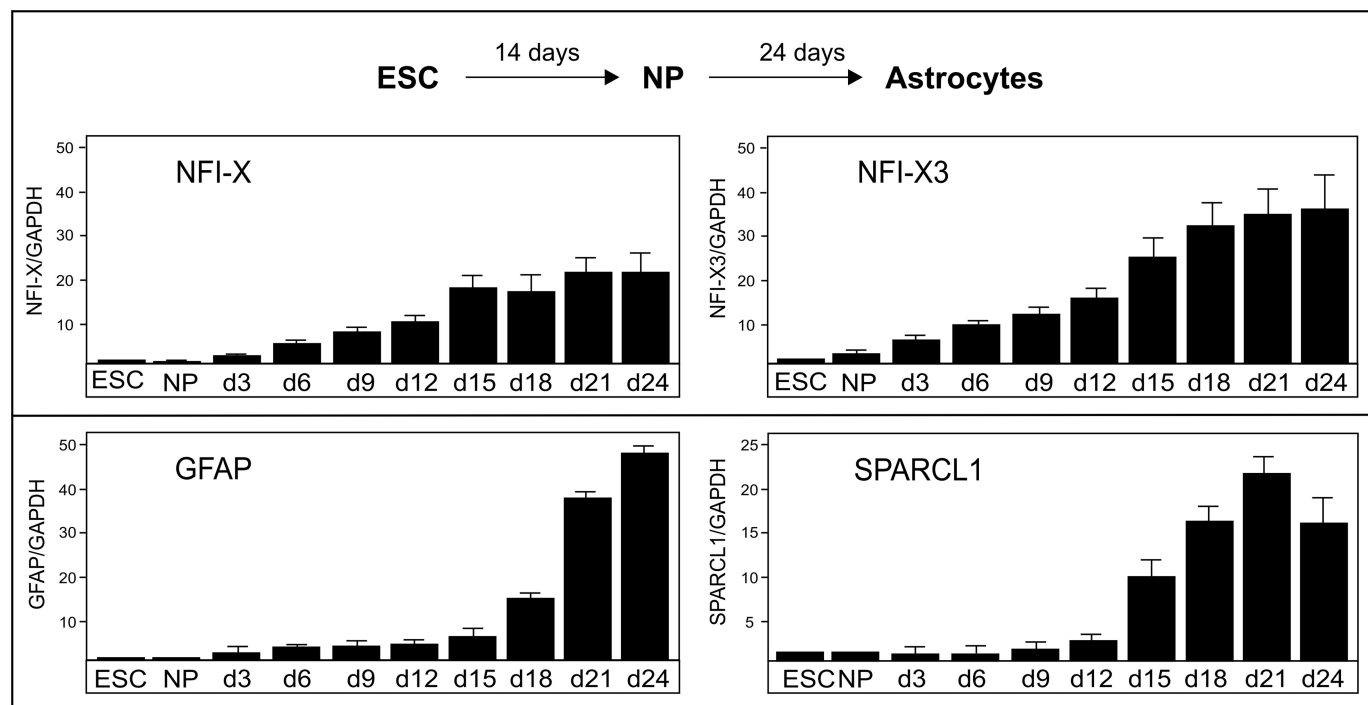 14 days
24 days
ESC
NP
Astrocytes
NFI-X/GAPDH
50
40
30
20
10
NFI-X
ESC NP d3 d6 d9 d12 d15 d18 d21 d24
NFI-X3/GAPDH
50
40
30
20
10
NFI-X3
ESC NP d3 d6 d9 d12 d15 d18 d21 d24
GFAP/GAPDH
50
40
30
20
10
GFAP
ESC NP d3 d6 d9 d12 d15 d18 d21 d24
SPARCL1/GAPDH
25
20
15
10
5
SPARCL1
ESC NP d3 d6 d9 d12 d15 d18 d21 d24